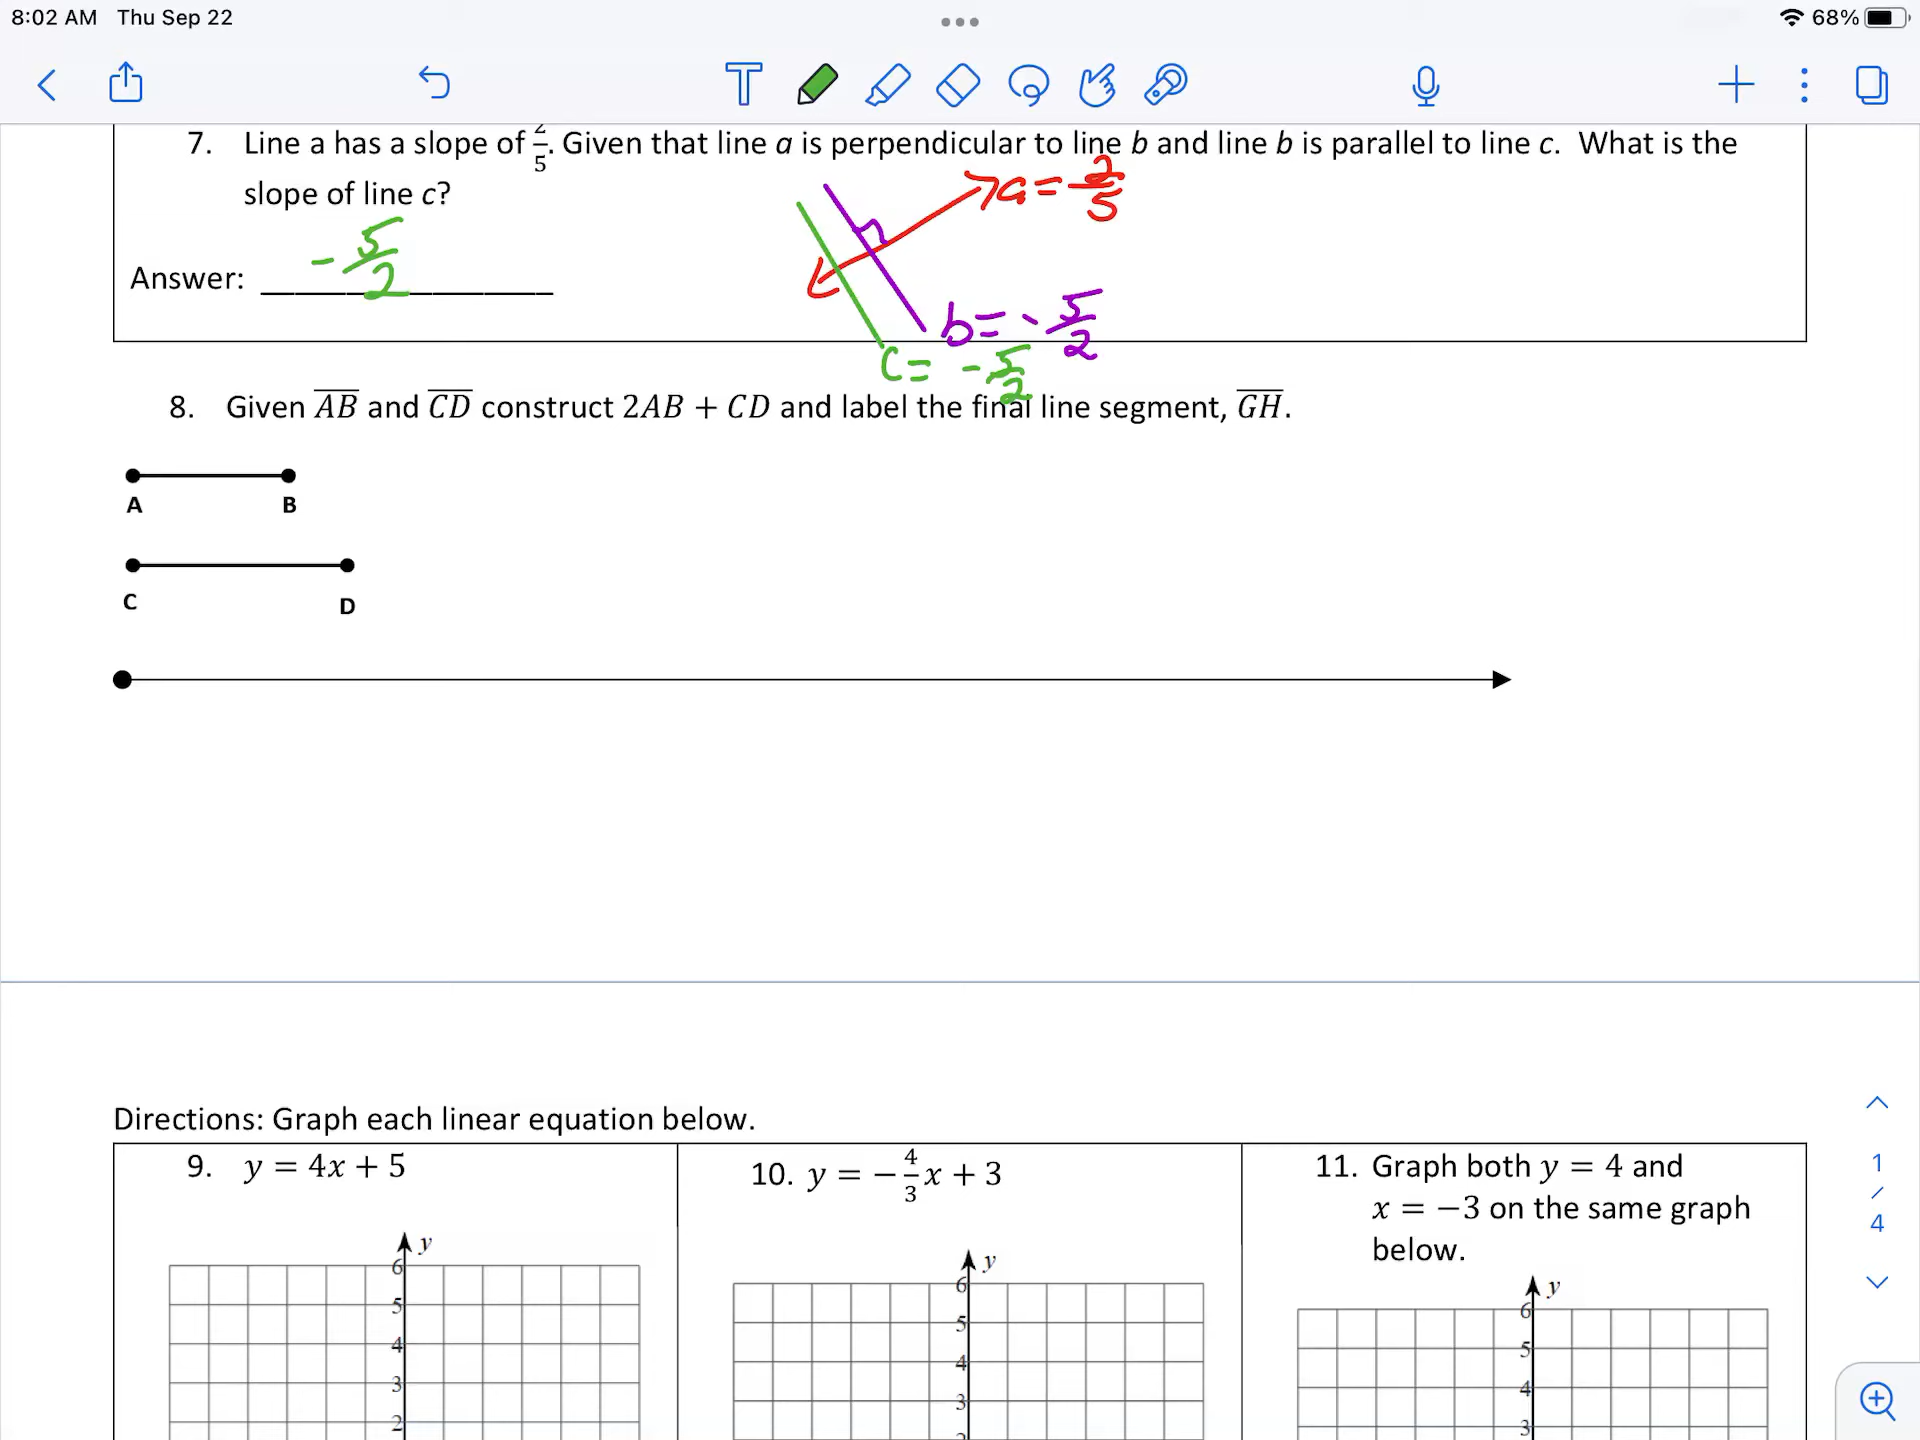 8:02 AM Thu Sep 22
68%
7. Line a has a slope of 2/5. Given that line a is perpendicular to line b and line b is parallel to line c. What is the
slope of line c?
a = 2/5
Answer: - 5/2
b = - 5/2
c = - 5/2
8. Given A̅B̅ and C̅D̅ construct 2AB + CD and label the final line segment, G̅H̅.
A B
C D
Directions: Graph each linear equation below.
9. y = 4x + 5
10. y = −4/3x + 3
11. Graph both y = 4 and
x = −3 on the same graph
below.
y
6
5
4
3
2
y
6
5
4
3
y
6
5
4
3
1
/
4